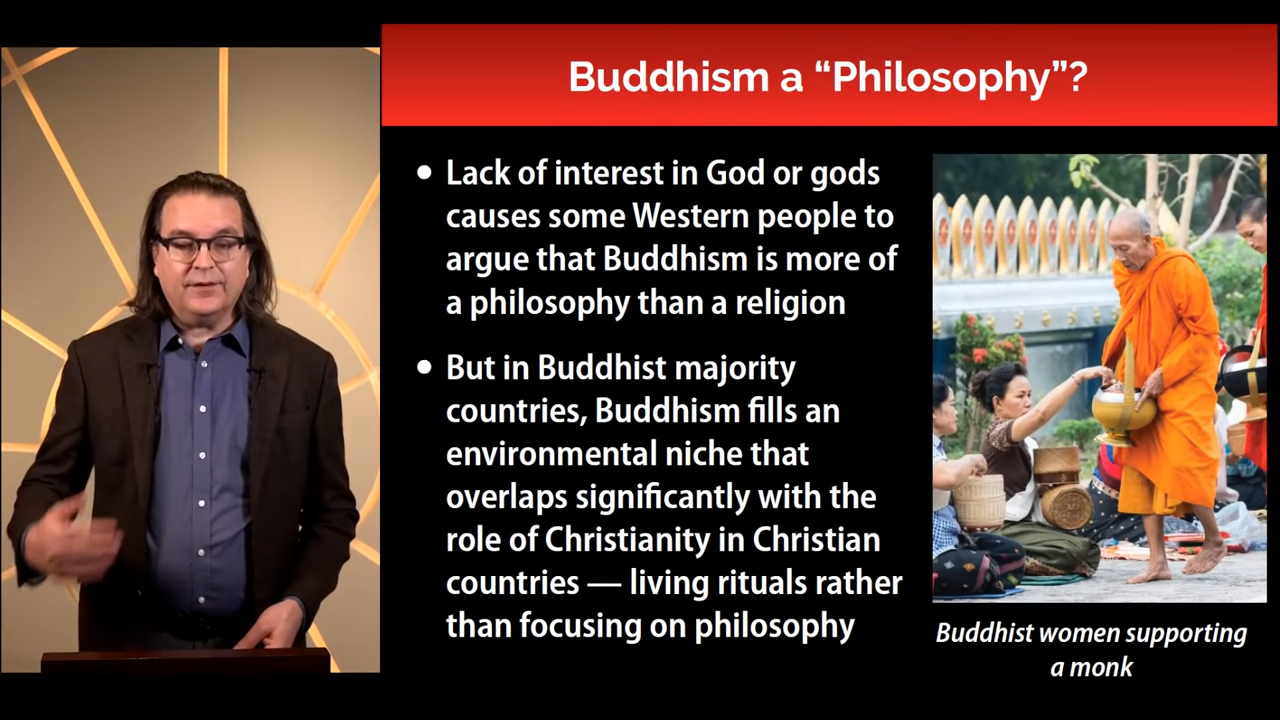 Buddhism a “Philosophy”?
• Lack of interest in God or gods
causes some Western people to
argue that Buddhism is more of
a philosophy than a religion
• But in Buddhist majority
countries, Buddhism fills an
environmental niche that
overlaps significantly with the
role of Christianity in Christian
countries — living rituals rather
than focusing on philosophy
Buddhist women supporting
a monk